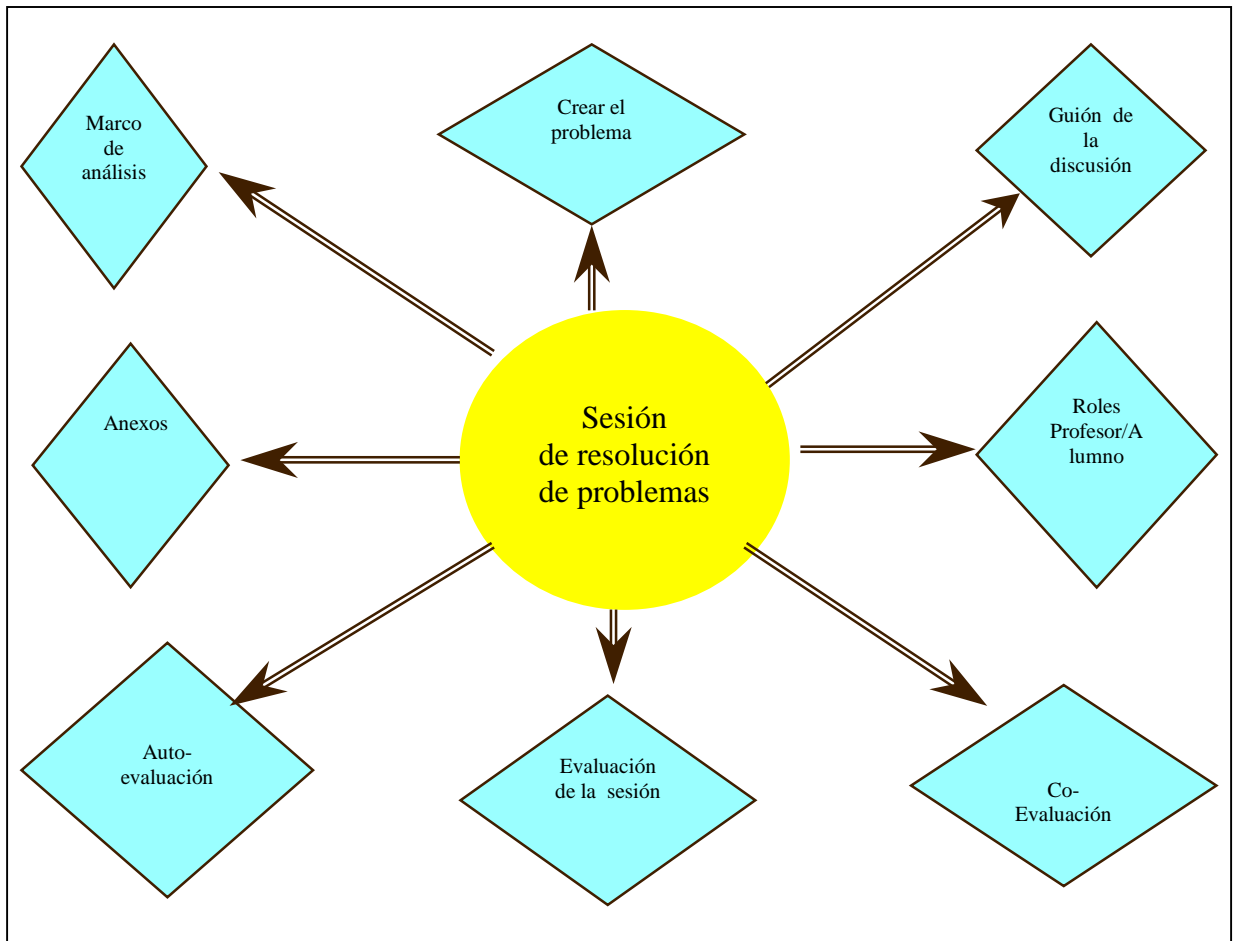 Marco
de
análisis
Crear el
problema
Guión de
la
discusión
Anexos
Sesión
de resolución
de problemas
Roles
Profesor/A
lumno
Auto-
evaluación
Evaluación
de la sesión
Co-
Evaluación